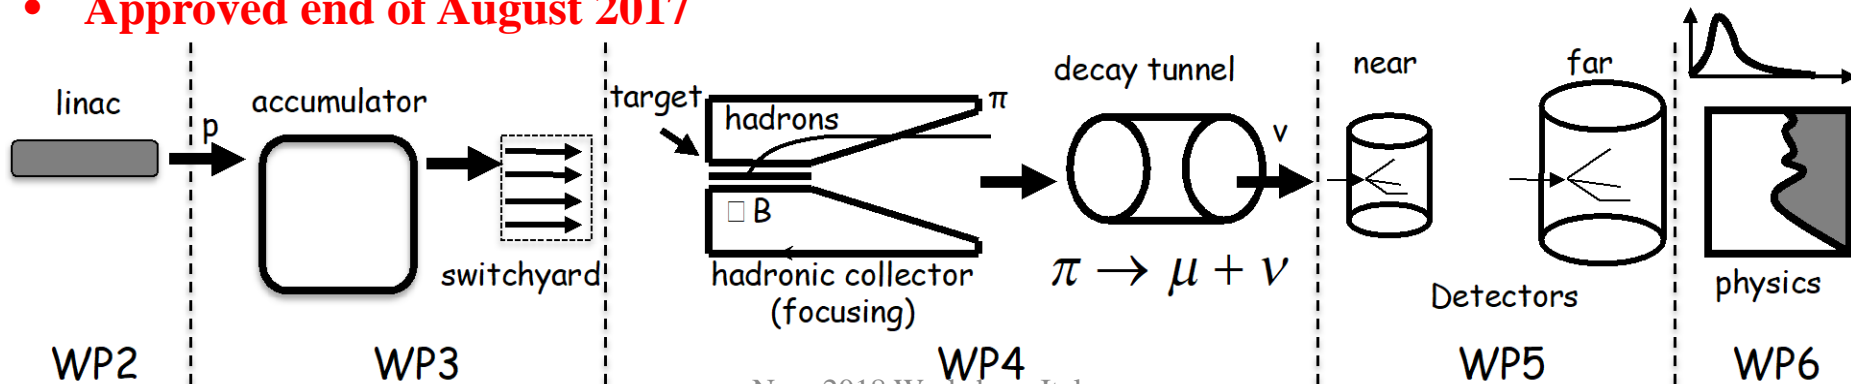 • Approved end of August 2017
linac
p
accumulator
switchyard
target
hadrons
π
B
hadronic collector
(focusing)
decay tunnel
ν
π → μ + ν
near
far
Detectors
physics
WP2
WP3
WP4
WP5
WP6
2018